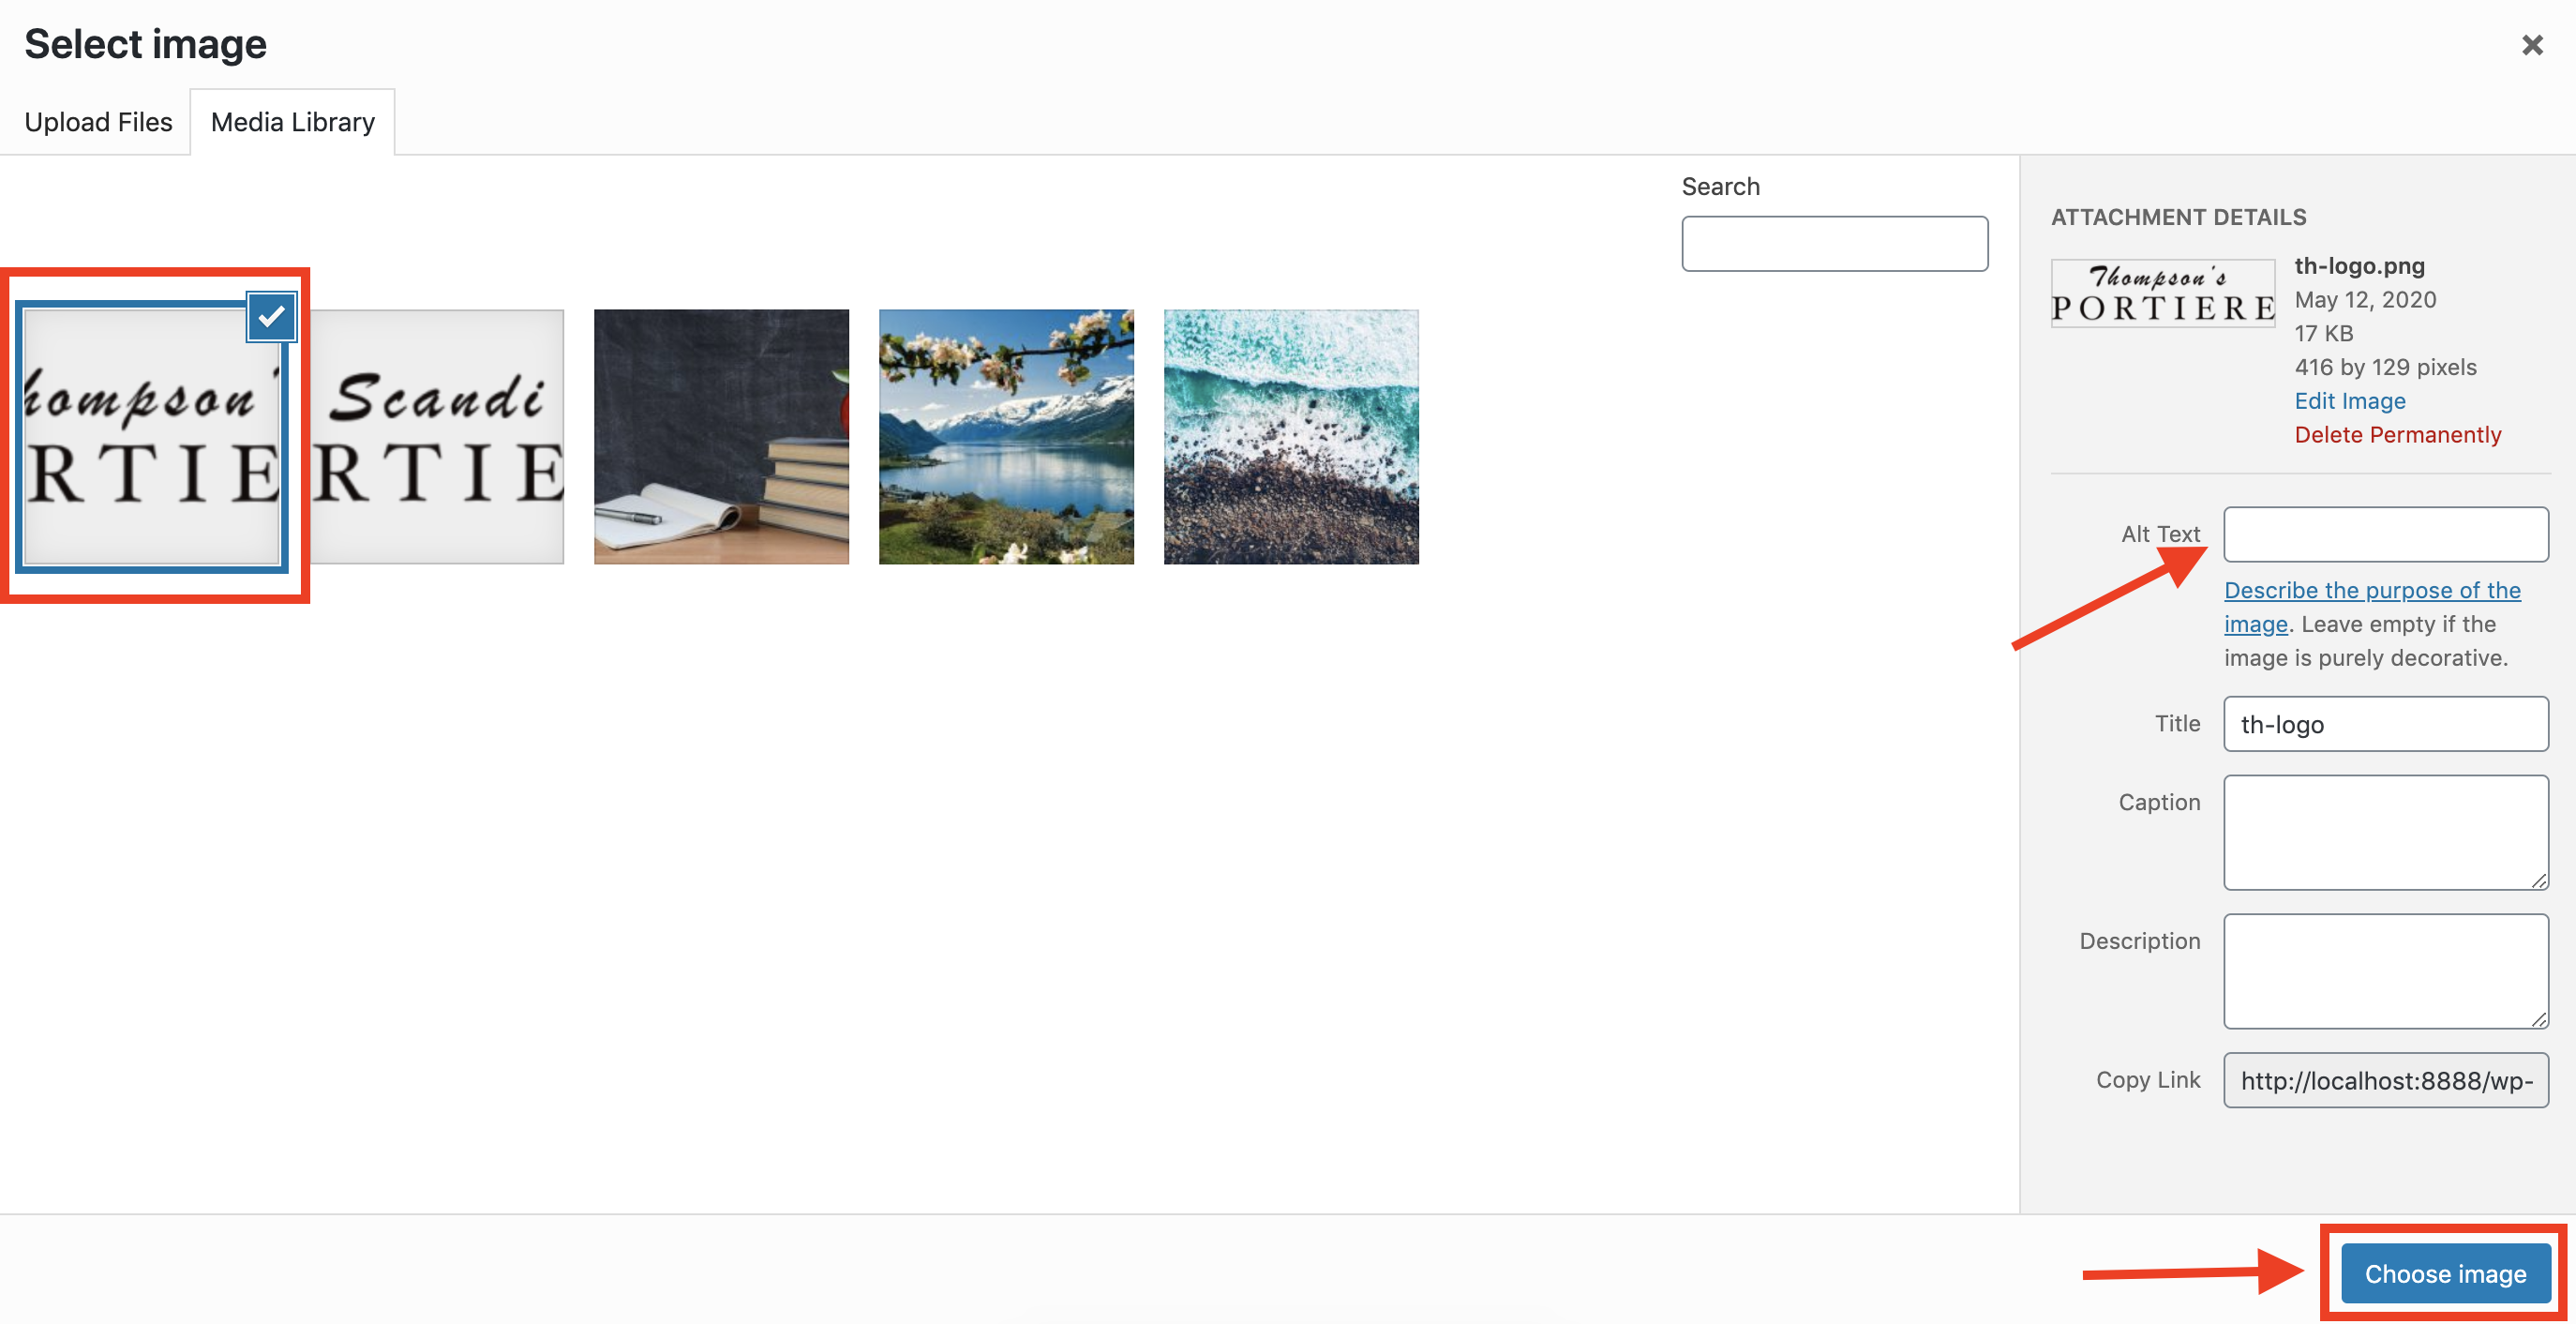 Select image
Upload Files
Media Library
Search
hompson'
RTIE
Scandi
RTIE
ATTACHMENT DETAILS
Thompson's
PORTIERE
th-logo.png
May 12, 2020
17 KB
416 by 129 pixels
Edit Image
Delete Permanently
Alt Text
Describe the purpose of the
image. Leave empty if the
image is purely decorative.
Title
th-logo
Caption
Description
Copy Link
http://localhost:8888/wp-
Choose image